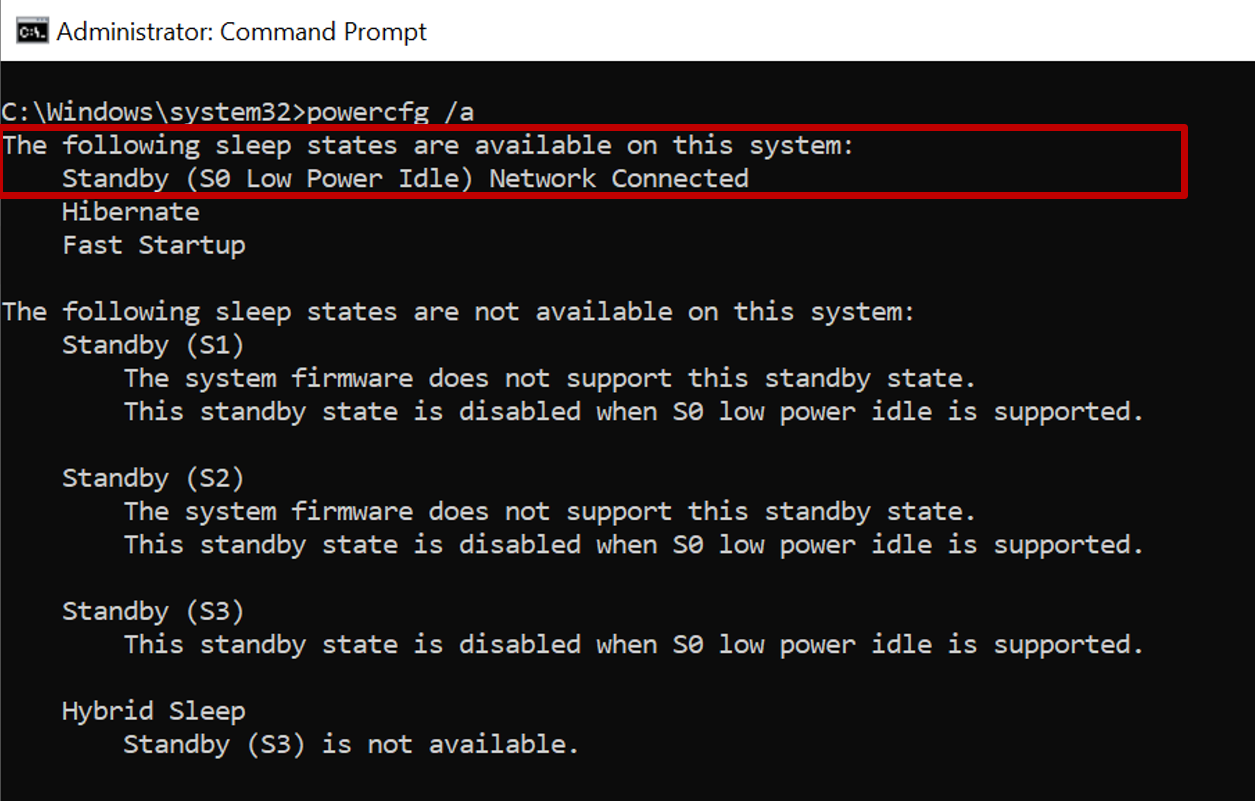 Administrator: Command Prompt
C:\Windows\system32>powercfg /a
The following sleep states are available on this system:
Standby (S0 Low Power Idle) Network Connected
Hibernate
Fast Startup
The following sleep states are not available on this system:
Standby (S1)
The system firmware does not support this standby state.
This standby state is disabled when S0 low power idle is supported.
Standby (S2)
The system firmware does not support this standby state.
This standby state is disabled when S0 low power idle is supported.
Standby (S3)
This standby state is disabled when S0 low power idle is supported.
Hybrid Sleep
Standby (S3) is not available.